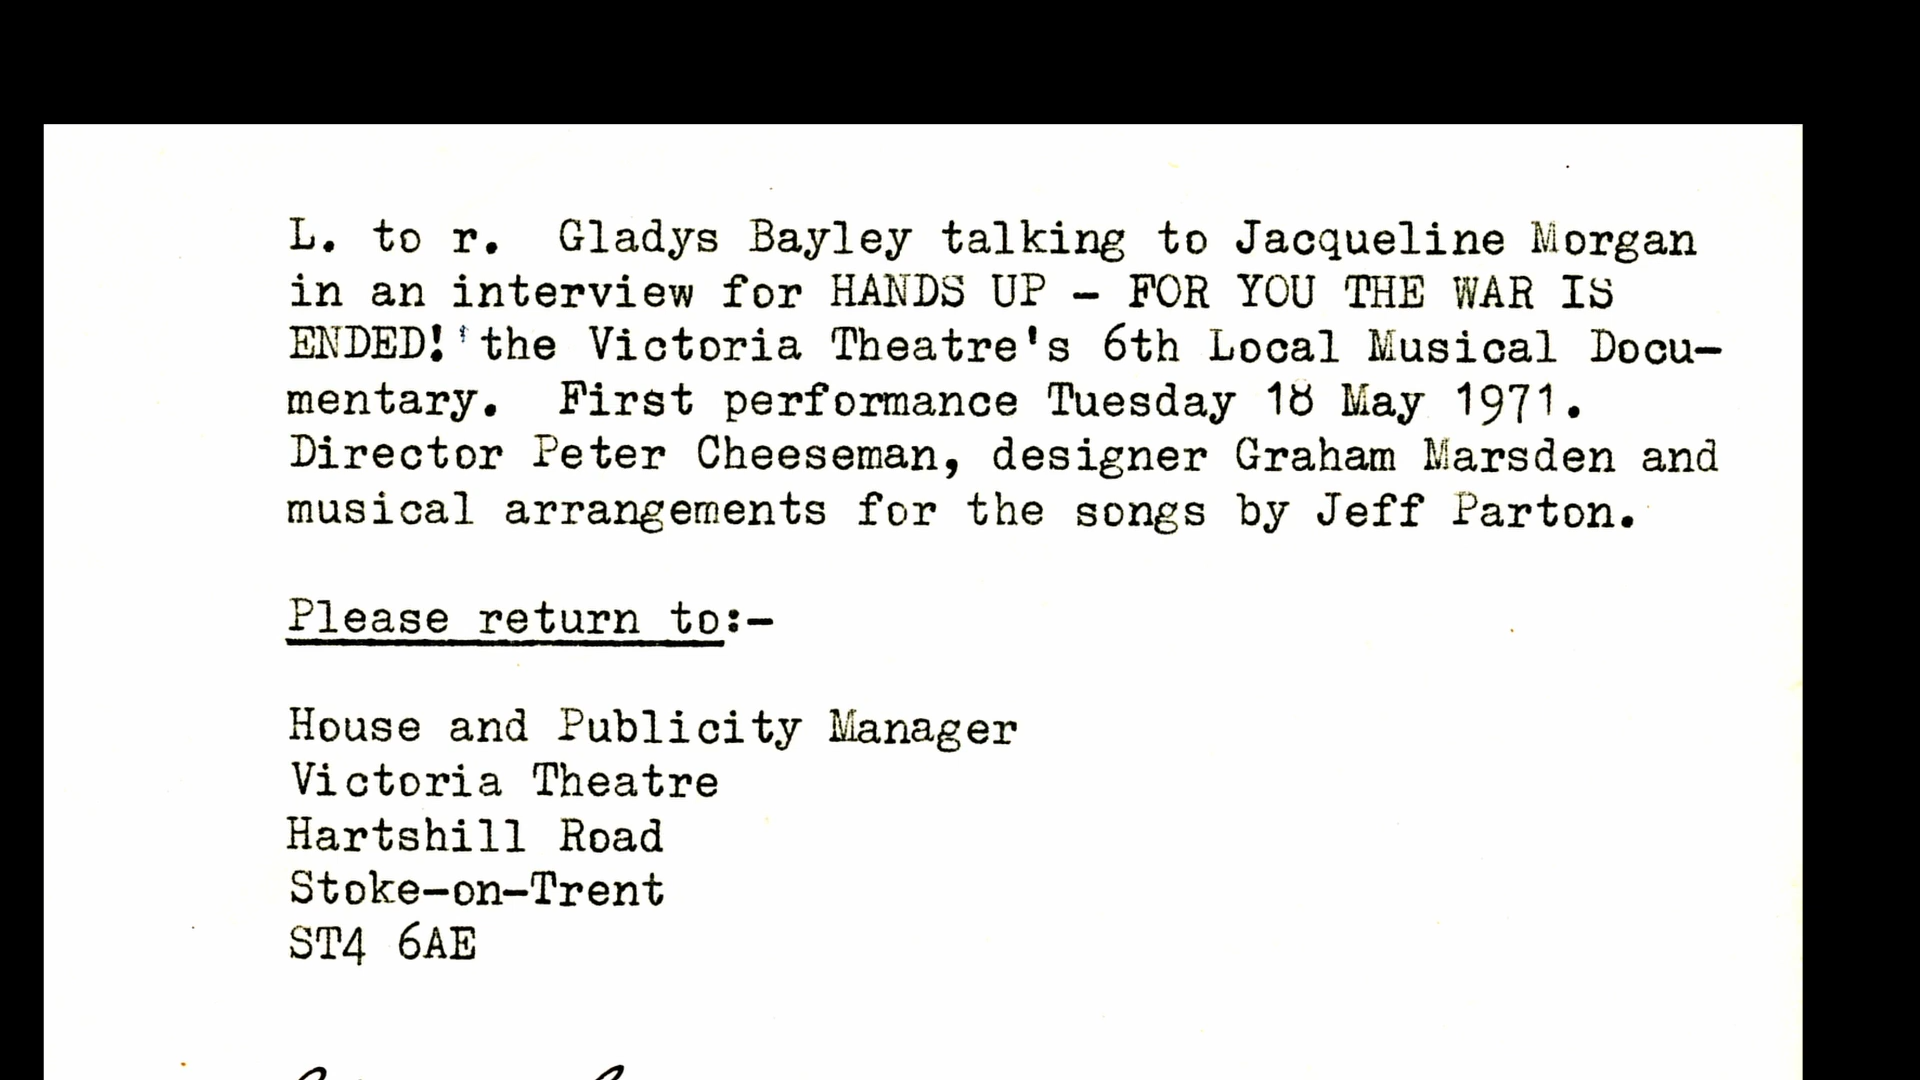 L. to r. Gladys Bayley talking to Jacqueline Morgan
in an interview for HANDS UP - FOR YOU THE WAR IS
ENDED! the Victoria Theatre's 6th Local Musical Docu-
mentary. First performance Tuesday 18 May 1971.
Director Peter Cheeseman, designer Graham Marsden and
musical arrangements for the songs by Jeff Parton.
Please return to:-
House and Publicity Manager
Victoria Theatre
Hartshill Road
Stoke-on-Trent
ST4 6AE